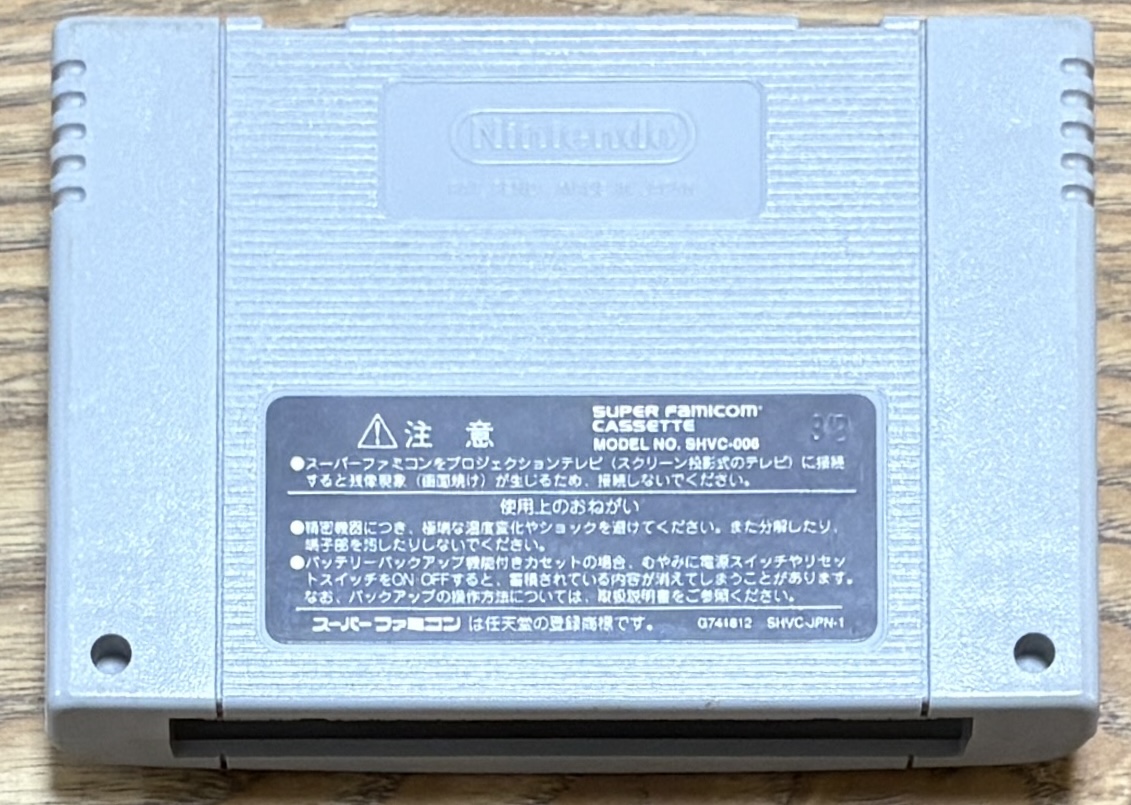 Nintendo
注 意
SUPER FAMICOM
CASSETTE
MODEL NO. SHVC-006
●スーパーファミコンをプロジェクションテレビ（スクリーン投影式のテレビ）に接続
すると残像現象（画面焼け）が生じるため、接続しないでください。
使用上のおねがい
●精密機器につき、極端な温度変化やショックを避けてください。また分解したり、
端子部を汚したりしないでください。
●バッテリーバックアップ機能付きカセットの場合、むやみに電源スイッチやリセッ
トスイッチをON・OFFすると、蓄積されている内容が消えてしまうことがあります。
なお、バックアップの操作方法については、取扱説明書をご参照ください。
スーパーファミコン は任天堂の登録商標です。 G741612 SHVC-JPN-1